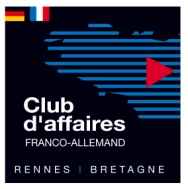 Club
d'affaires
FRANCO-ALLEMAND
RENNES | BRETAGNE